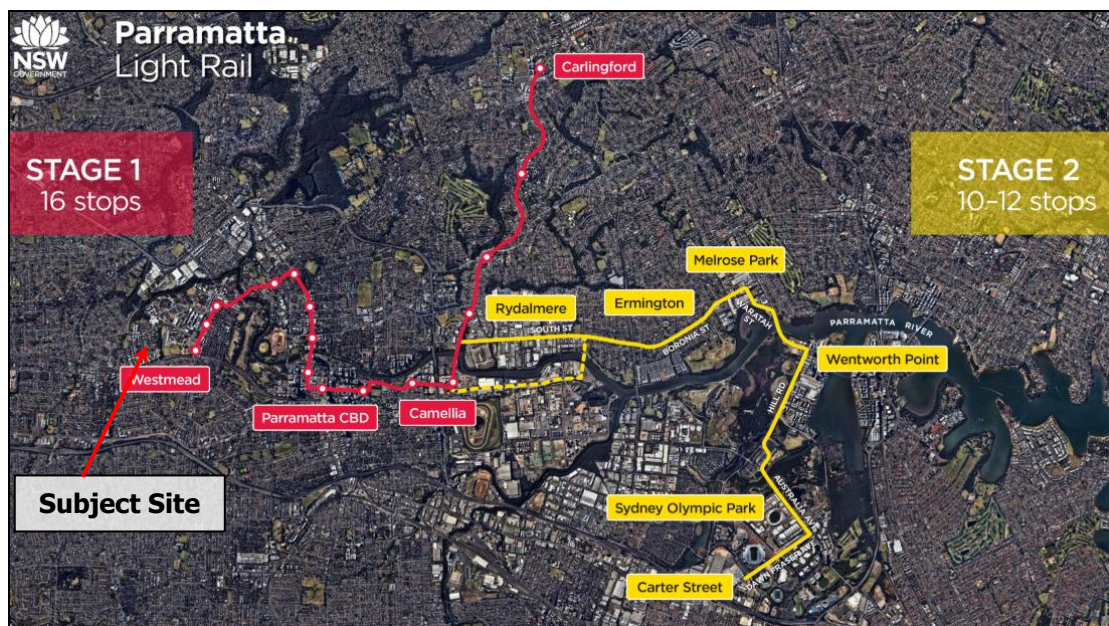 NSW
GOVERNMENT
Parramatta
Light Rail
STAGE 1
16 stops
STAGE 2
10–12 stops
Carlingford
Melrose Park
Rydalmere
Ermington
SOUTH ST
BORONIA ST
WARATAH
ST
PARRAMATTA RIVER
Wentworth Point
Westmead
Parramatta CBD
Camellia
HILL RD
Subject Site
Sydney Olympic Park
AUSTRALIA AVE
DAWN FRASER AVE
Carter Street